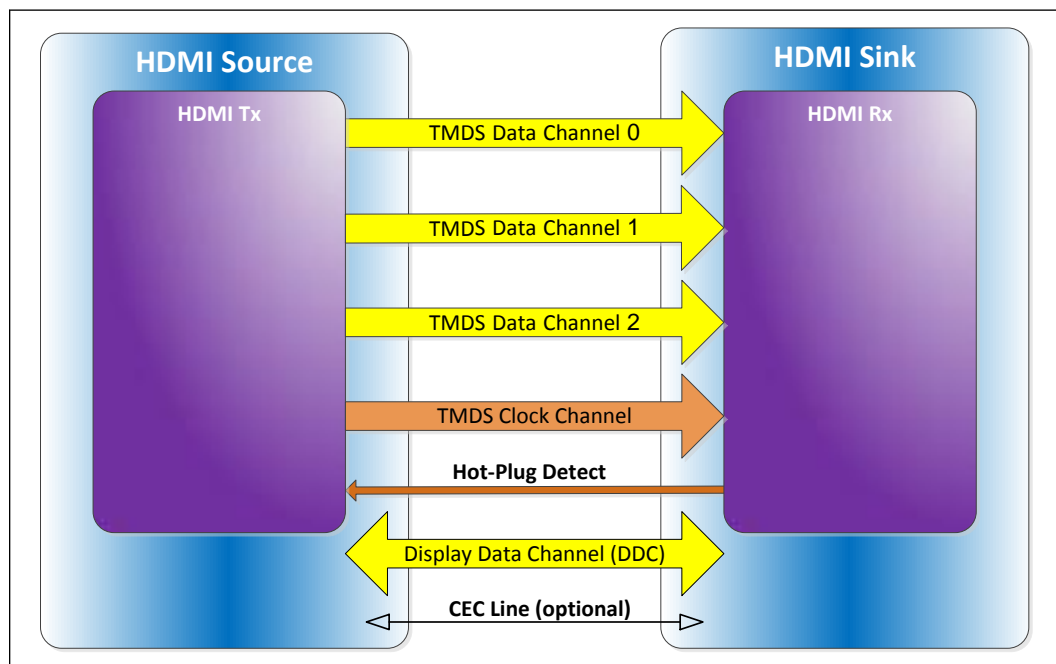 HDMI Source
HDMI Sink
HDMI Tx
HDMI Rx
TMDS Data Channel 0
TMDS Data Channel 1
TMDS Data Channel 2
TMDS Clock Channel
Hot-Plug Detect
Display Data Channel (DDC)
CEC Line (optional)